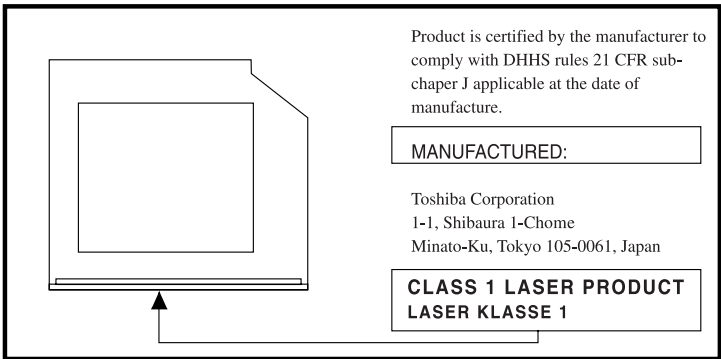 Product is certified by the manufacturer to
comply with DHHS rules 21 CFR sub-
chaper J applicable at the date of
manufacture.
MANUFACTURED:
Toshiba Corporation
1-1, Shibaura 1-Chome
Minato-Ku, Tokyo 105-0061, Japan
CLASS 1 LASER PRODUCT
LASER KLASSE 1